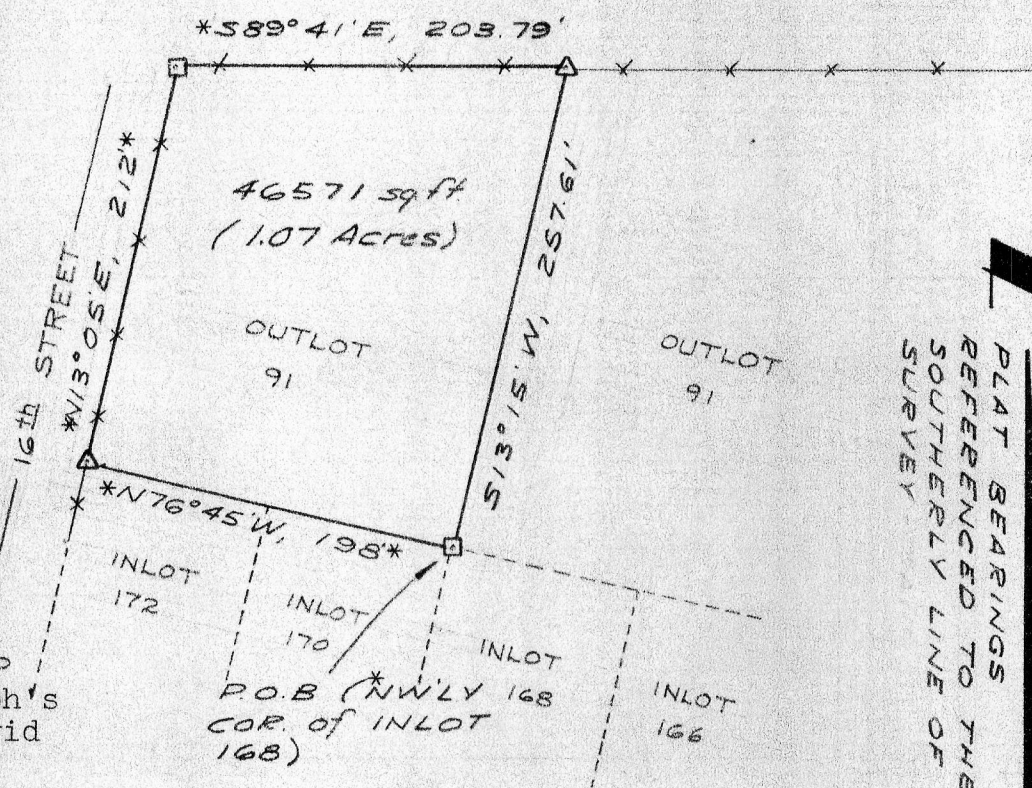 *S89°41'E, 203.79'
*N13°05'E, 212'*
16th STREET
46571 sq ft
(1.07 Acres)
OUTLOT
91
S13°15'W, 257.61'
OUTLOT
91
*N76°45'W, 198'*
INLOT
172
INLOT
170
INLOT
168
INLOT
166
P.O.B (*NW'LY
COR. of INLOT
168)
PLAT BEARINGS
REFERENCED TO THE
SOUTHERLY LINE OF
SURVEY